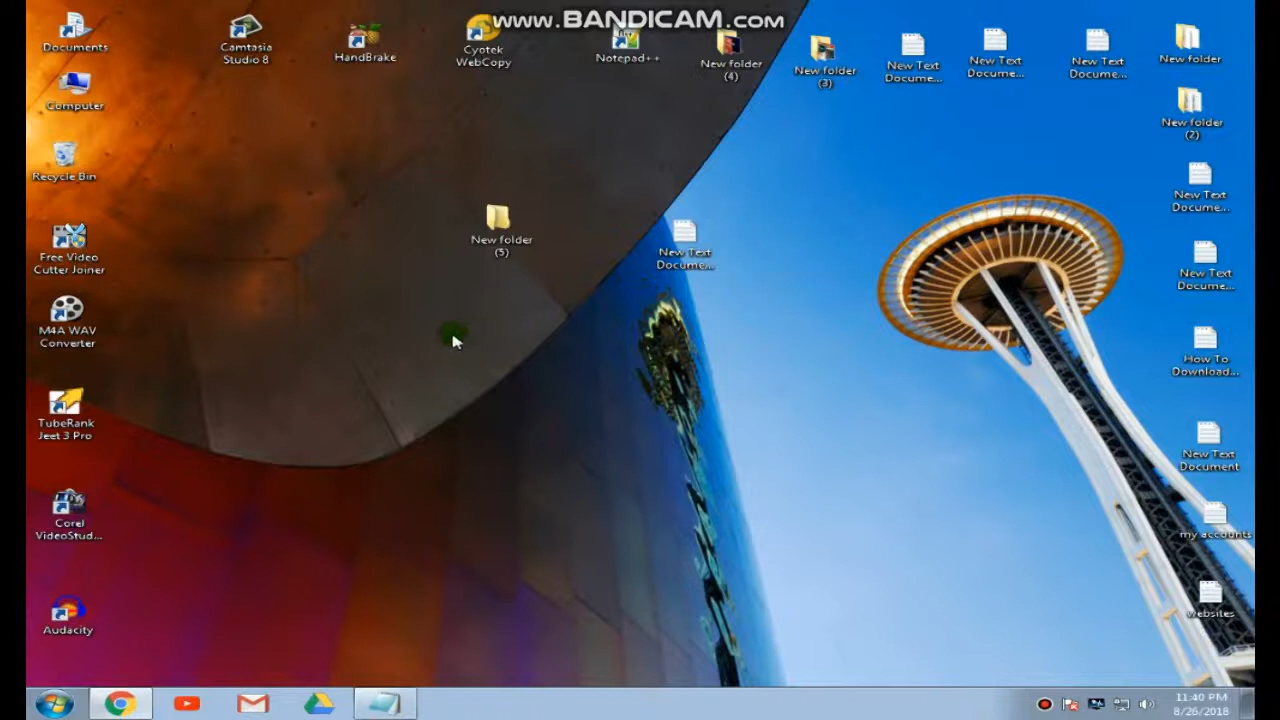 www.BANDICAM.com
Documents
Camtasia
Studio 8
HandBrake
Cyotek
WebCopy
Notepad++
New folder
(4)
New folder
(3)
New Text
Docume...
New Text
Docume...
New Text
Docume...
New folder
Computer
New folder
(2)
Recycle Bin
New Text
Docume...
New folder
(5)
New Text
Docume...
Free Video
Cutter Joiner
New Text
Docume...
M4A WAV
Converter
How To
Download...
TubeRank
Jeet 3 Pro
New Text
Document
Corel
VideoStud...
my accounts
Audacity
websites
11:40 PM
8/26/2018